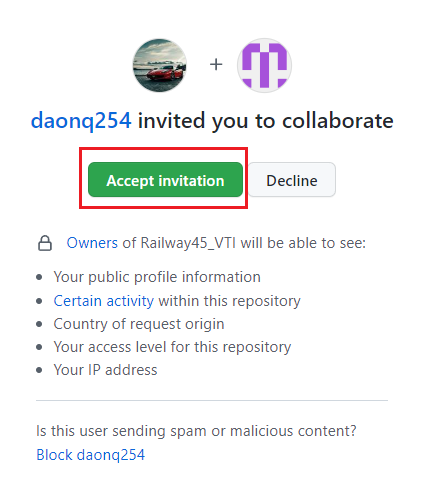 +
daonq254 invited you to collaborate
Accept invitation Decline
Owners of Railway45_VTI will be able to see:
• Your public profile information
• Certain activity within this repository
• Country of request origin
• Your access level for this repository
• Your IP address
Is this user sending spam or malicious content?
Block daonq254